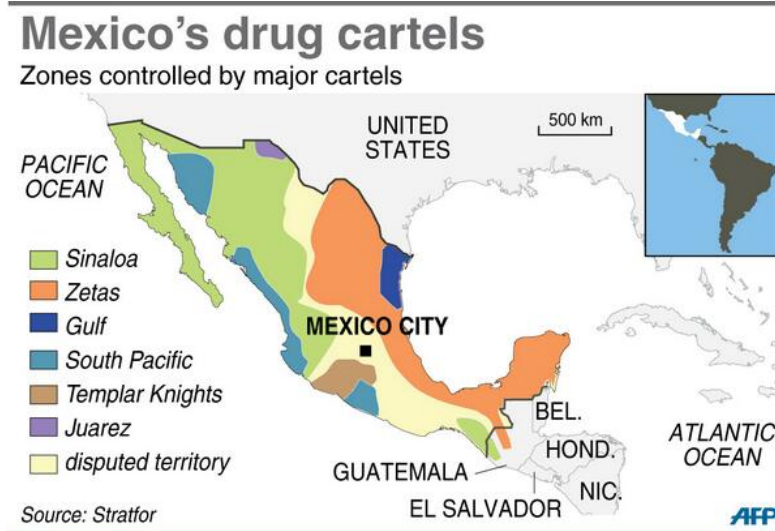 Mexico's drug cartels
Zones controlled by major cartels
UNITED
STATES
500 km
PACIFIC
OCEAN
Sinaloa
Zetas
Gulf
South Pacific
Templar Knights
Juarez
disputed territory
MEXICO CITY
BEL.
GUATEMALA
HOND.
EL SALVADOR
NIC.
ATLANTIC
OCEAN
Source: Stratfor
AFP